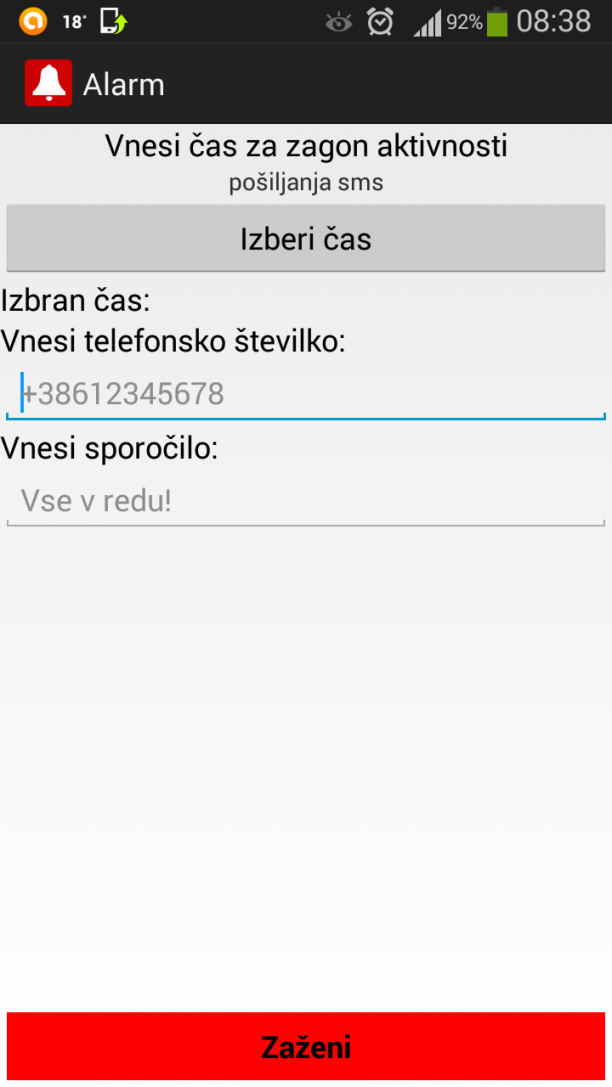 18°
92%
08:38
Alarm
Vnesi čas za zagon aktivnosti
pošiljanja sms
Izberi čas
Izbran čas:
Vnesi telefonsko številko:
+38612345678
Vnesi sporočilo:
Vse v redu!
Zaženi